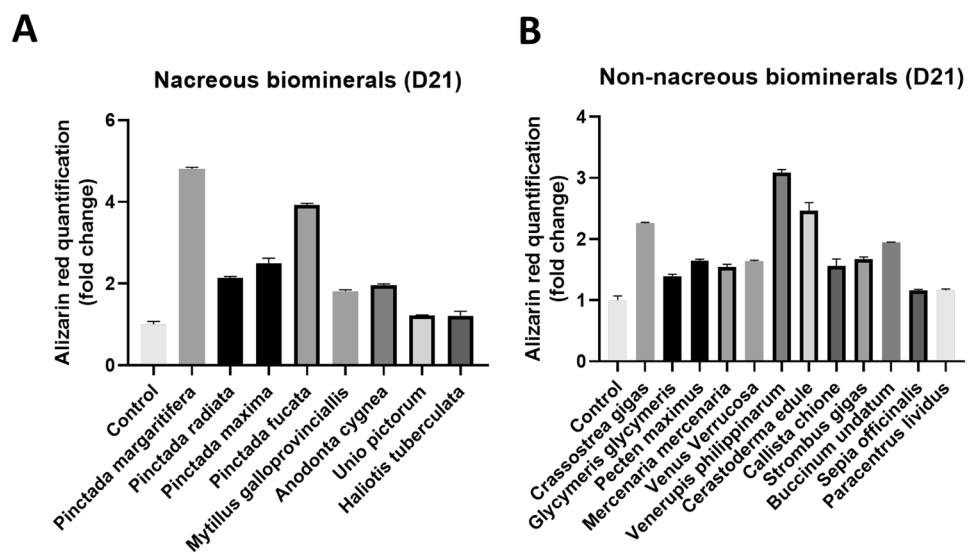 A
Nacreous biominerals (D21)
Alizarin red quantification
(fold change)
6
4
2
0
Control
Pinctada margaritifera
Pinctada radiata
Pinctada maxima
Pinctada fucata
Mytillus galloprovinciallis
Anodonta cygnea
Unio pictorum
Haliotis tuberculata
B
Non-nacreous biominerals (D21)
Alizarin red quantification
(fold change)
4
3
2
1
0
Control
Crassostrea gigas
Glycymeris glycymeris
Pecten maximus
Mercenaria mercenaria
Venus Verrucosa
Venerupis philippinarum
Cerastoderma edule
Callista chione
Strombus gigas
Buccinum undatum
Sepia officinalis
Paracentrus lividus